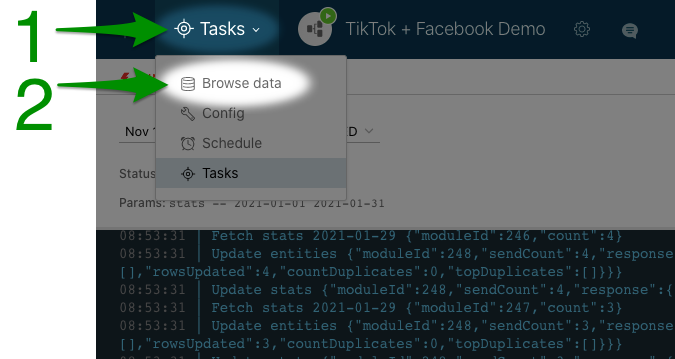 1
Tasks
TikTok + Facebook Demo
2
Browse data
Config
Nov 1
D
Schedule
Status
Tasks
Params: stats -- 2021-01-01 2021-01-31
08:53:31 | Fetch stats 2021-01-29 {"moduleId":246,"count":4}
08:53:31 | Update entities {"moduleId":248,"sendCount":4,"response
[],"rowsUpdated":4,"countDuplicates":0,"topDuplicates":[]}}}
08:53:31 | Update stats {"moduleId":248,"sendCount":4,"response":{
08:53:31 | Fetch stats 2021-01-29 {"moduleId":247,"count":3}
08:53:31 | Update entities {"moduleId":248,"sendCount":3,"response
[],"rowsUpdated":3,"countDuplicates":0,"topDuplicates":[]}}}